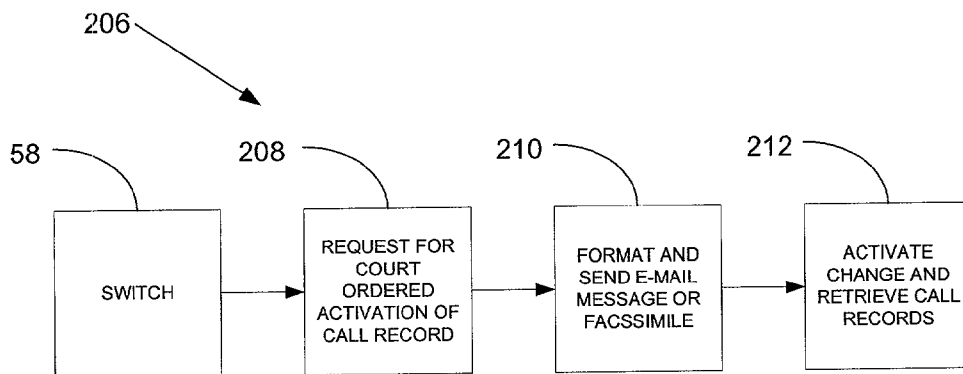 206
58
208
210
212
SWITCH
REQUEST FOR
COURT
ORDERED
ACTIVATION OF
CALL RECORD
FORMAT AND
SEND E-MAIL
MESSAGE OR
FACSSIMILE
ACTIVATE
CHANGE AND
RETRIEVE CALL
RECORDS